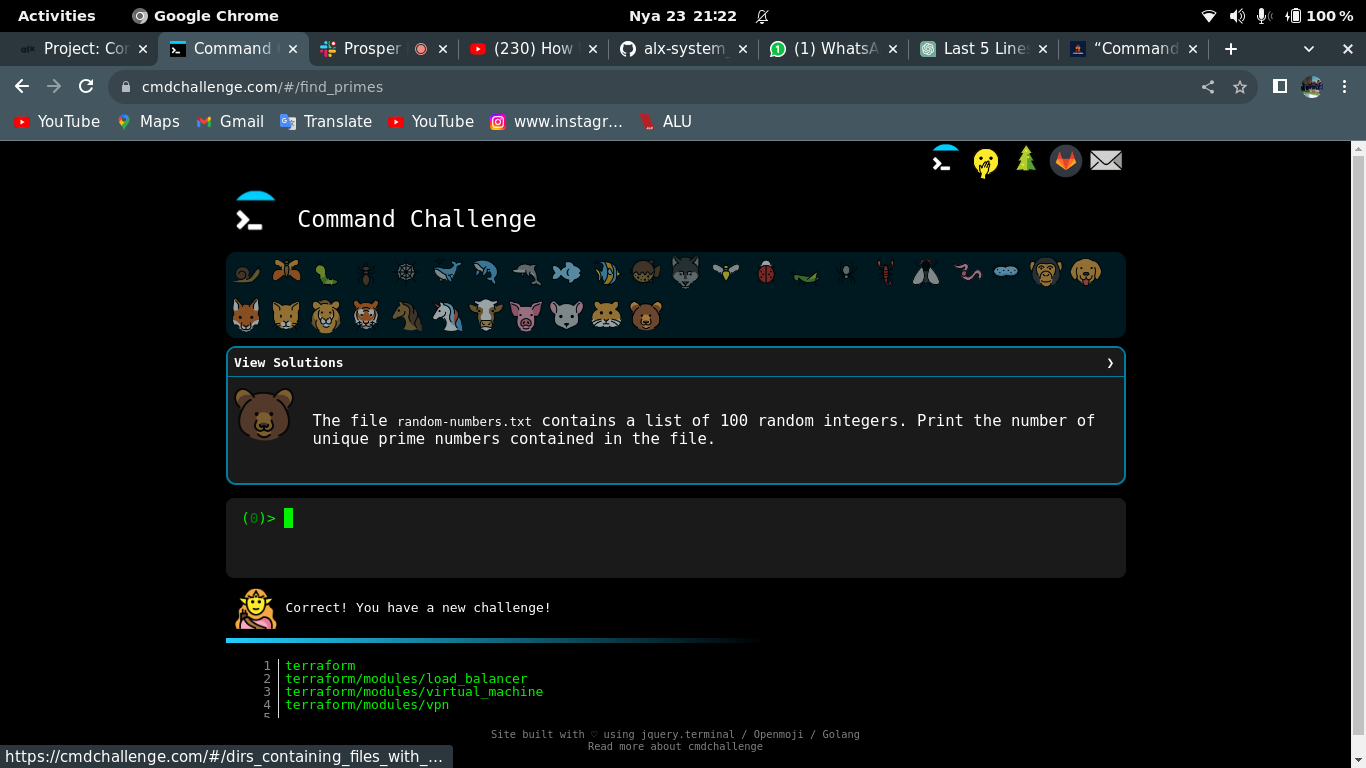 Activities
Google Chrome
Nya 23 21:22
100 %
alx Project: Cor
Command
Prosper
(230) How
alx-system_
(1) WhatsA
Last 5 Line
“Command
cmdchallenge.com/#/find_primes
YouTube
Maps
Gmail
Translate
YouTube
www.instagr...
ALU
Command Challenge
View Solutions
The file random-numbers.txt contains a list of 100 random integers. Print the number of
unique prime numbers contained in the file.
(0)>
Correct! You have a new challenge!
1 terraform
2 terraform/modules/load_balancer
3 terraform/modules/virtual_machine
4 terraform/modules/vpn
5
Site built with ♡ using jquery.terminal / Openmoji / Golang
Read more about cmdchallenge
https://cmdchallenge.com/#/dirs_containing_files_with_...